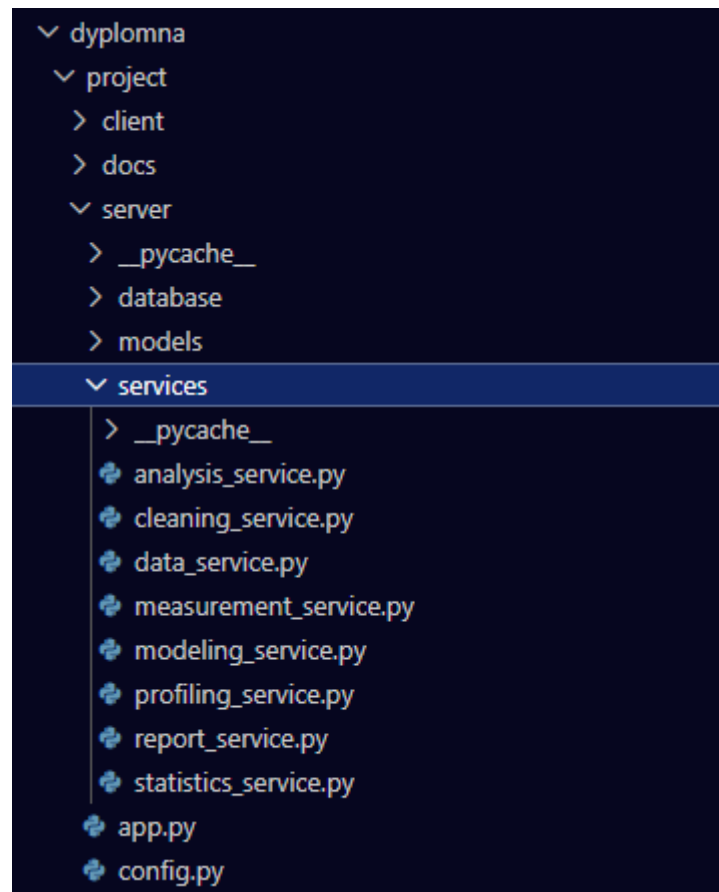 dyplomna
project
client
docs
server
__pycache__
database
models
services
__pycache__
analysis_service.py
cleaning_service.py
data_service.py
measurement_service.py
modeling_service.py
profiling_service.py
report_service.py
statistics_service.py
app.py
config.py